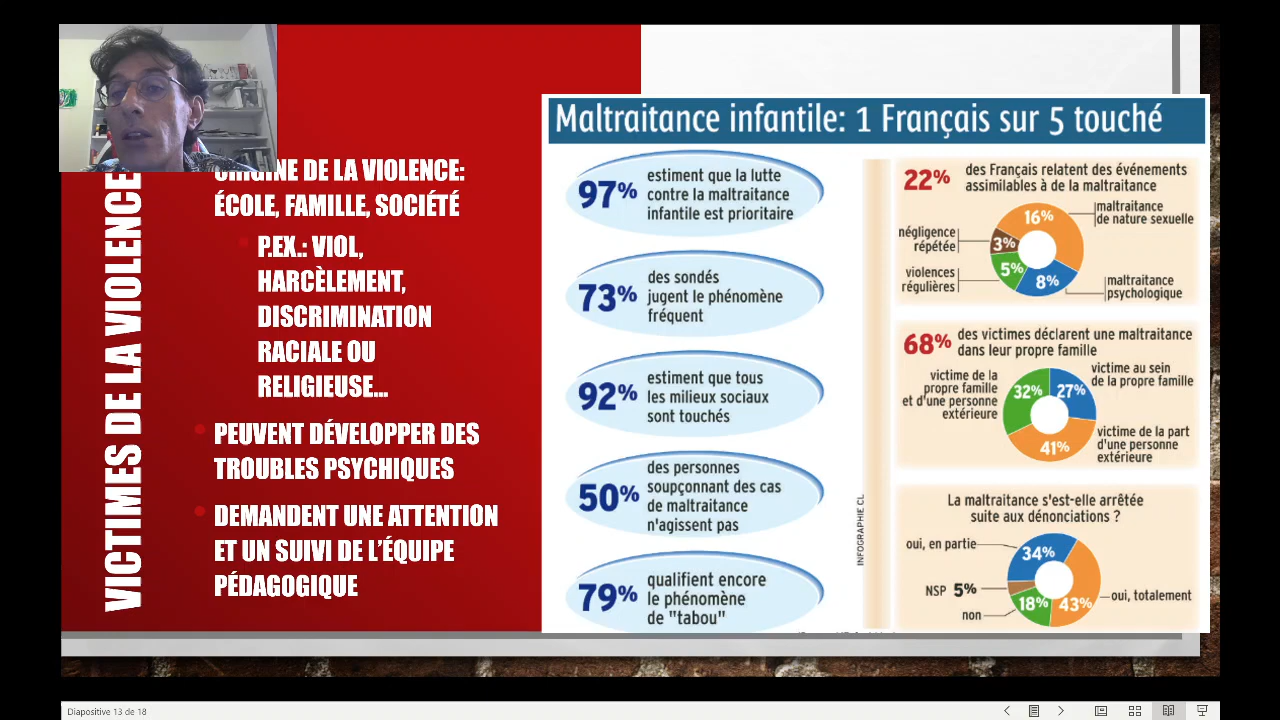 VICTIMES DE LA VIOLENCE
ORIGINE DE LA VIOLENCE:
ÉCOLE, FAMILLE, SOCIÉTÉ
P.EX.: VIOL,
HARCÈLEMENT,
DISCRIMINATION
RACIALE OU
RELIGIEUSE...
PEUVENT DÉVELOPPER DES
TROUBLES PSYCHIQUES
DEMANDENT UNE ATTENTION
ET UN SUIVI DE L'ÉQUIPE
PÉDAGOGIQUE
Maltraitance infantile: 1 Français sur 5 touché
97% estiment que la lutte
contre la maltraitance
infantile est prioritaire
73% des sondés
jugent le phénomène
fréquent
92% estiment que tous
les milieux sociaux
sont touchés
50% des personnes
soupçonnant des cas
de maltraitance
n'agissent pas
79% qualifient encore
le phénomène
de "tabou"
INFOGRAPHIE CL
22% des Français relatent des événements
assimilables à de la maltraitance
16% maltraitance
de nature sexuelle
négligence
répétée 3%
violences
régulières 5%
8% maltraitance
psychologique
68% des victimes déclarent une maltraitance
dans leur propre famille
victime de la
propre famille
et d'une personne
extérieure 32%
27% victime au sein
de la propre famille
41% victime de la part
d'une personne
extérieure
La maltraitance s'est-elle arrêtée
suite aux dénonciations ?
oui, en partie 34%
NSP 5%
non 18%
43% oui, totalement
Diapositive 13 de 18